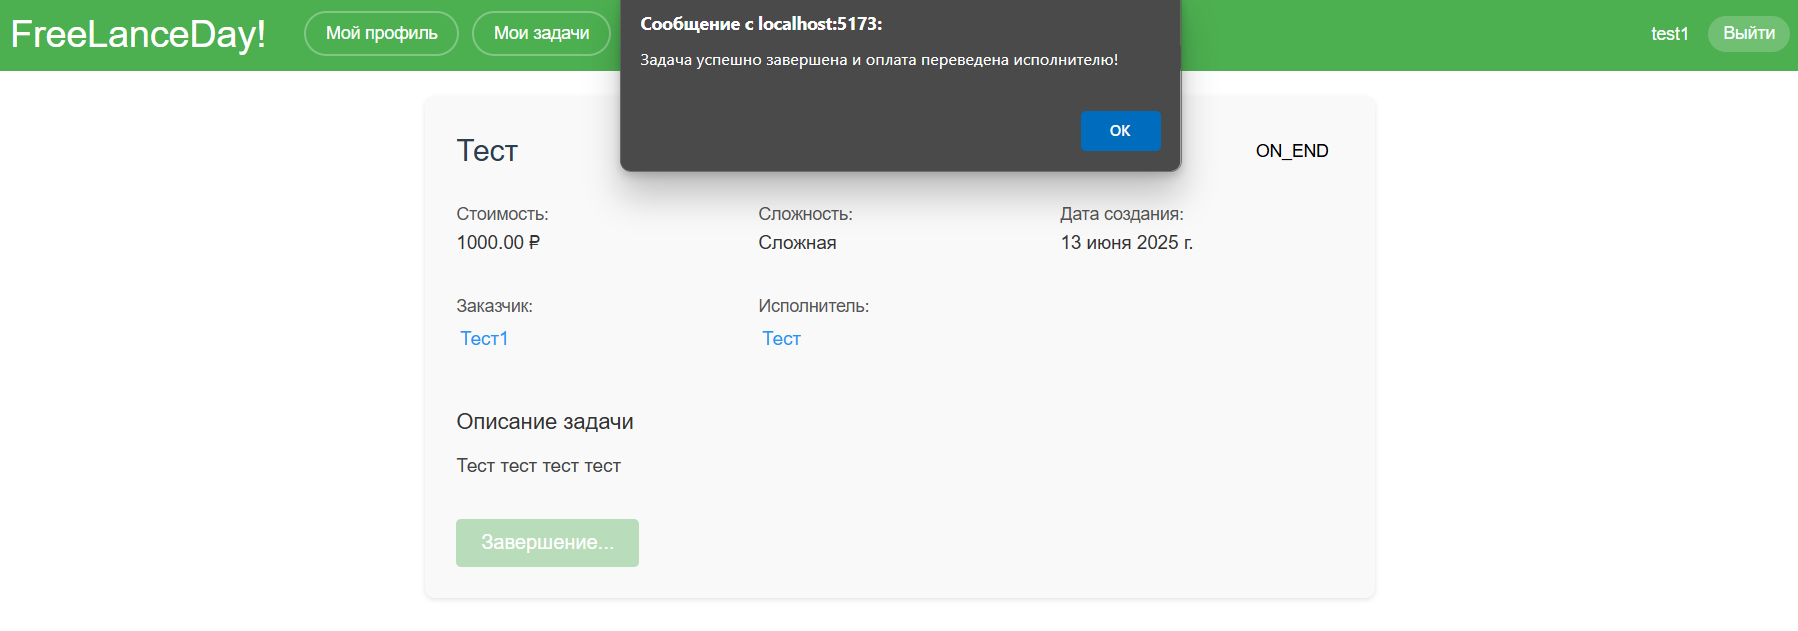 FreeLanceDay!
Мой профиль
Мои задачи
Сообщение с localhost:5173:
Задача успешно завершена и оплата переведена исполнителю!
ОК
test1
Выйти
Тест
ON_END
Стоимость:
1000.00 ₽
Сложность:
Сложная
Дата создания:
13 июня 2025 г.
Заказчик:
Тест1
Исполнитель:
Тест
Описание задачи
Тест тест тест тест
Завершение...